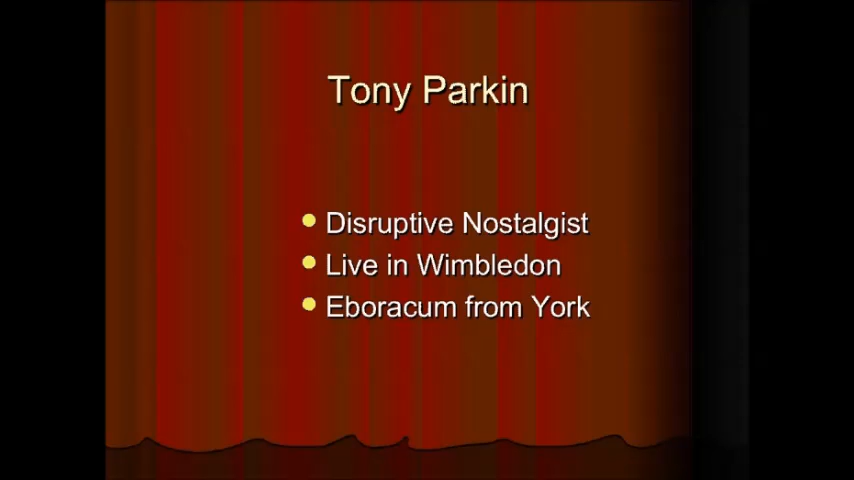 Tony Parkin
Disruptive Nostalgist
Live in Wimbledon
Eboracum from York